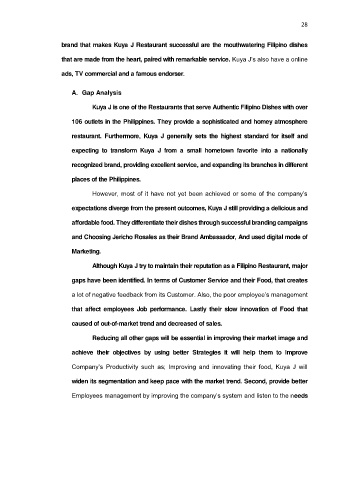 28
brand that makes Kuya J Restaurant successful are the mouthwatering Filipino dishes
that are made from the heart, paired with remarkable service. Kuya J's also have a online
ads, TV commercial and a famous endorser.
A. Gap Analysis
Kuya J is one of the Restaurants that serve Authentic Filipino Dishes with over
106 outlets in the Philippines. They provide a sophisticated and homey atmosphere
restaurant. Furthermore, Kuya J generally sets the highest standard for itself and
expecting to transform Kuya J from a small hometown favorite into a nationally
recognized brand, providing excellent service, and expanding its branches in different
places of the Philippines.
However, most of it have not yet been achieved or some of the company's
expectations diverge from the present outcomes, Kuya J still providing a delicious and
affordable food. They differentiate their dishes through successful branding campaigns
and Choosing Jericho Rosales as their Brand Ambassador, And used digital mode of
Marketing.
Although Kuya J try to maintain their reputation as a Filipino Restaurant, major
gaps have been identified. In terms of Customer Service and their Food, that creates
a lot of negative feedback from its Customer. Also, the poor employee's management
that affect employees Job performance. Lastly their slow innovation of Food that
caused of out-of-market trend and decreased of sales.
Reducing all other gaps will be essential in improving their market image and
achieve their objectives by using better Strategies it will help them to Improve
Company's Productivity such as; Improving and innovating their food, Kuya J will
widen its segmentation and keep pace with the market trend. Second, provide better
Employees management by improving the company's system and listen to the needs